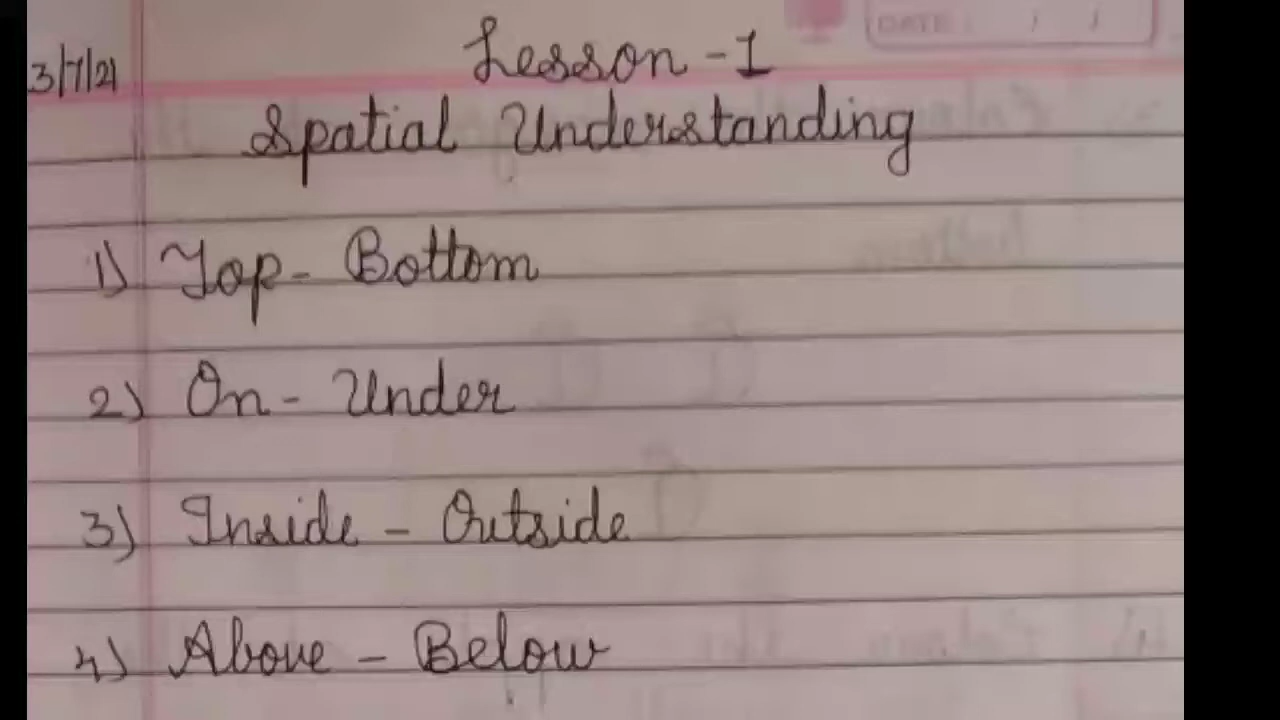 DATE : / /
Lesson - 1
3/7/21
Spatial Understanding
1) Top - Bottom
2) On - Under
3) Inside - Outside
4) Above - Below